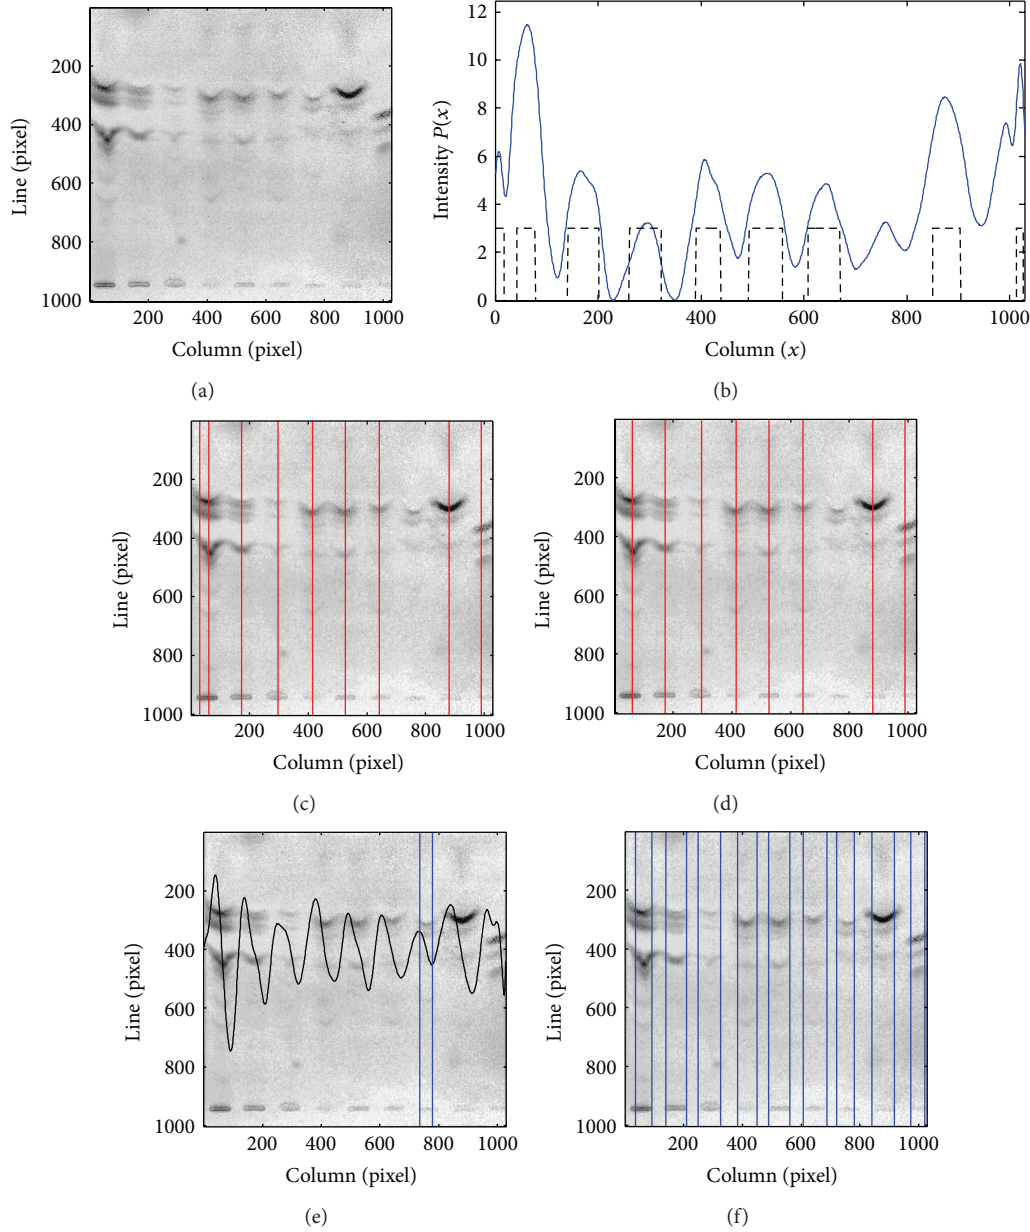 200
400
600
800
1000
Line (pixel)
200 400 600 800 1000
Column (pixel)
(a)
12
10
8
6
4
2
0
Intensity P(x)
0 200 400 600 800 1000
Column (x)
(b)
200
400
600
800
1000
Line (pixel)
200 400 600 800 1000
Column (pixel)
(c)
200
400
600
800
1000
Line (pixel)
200 400 600 800 1000
Column (pixel)
(d)
200
400
600
800
1000
Line (pixel)
200 400 600 800 1000
Column (pixel)
(e)
200
400
600
800
1000
Line (pixel)
200 400 600 800 1000
Column (pixel)
(f)